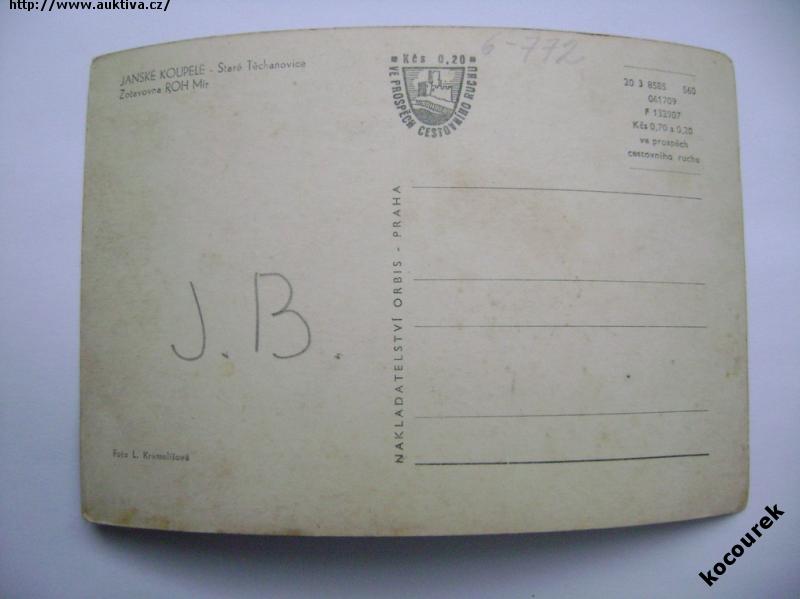 http://www.auktiva.cz/
JANSKÉ KOUPELE - Staré Těchanovice
Zotavovna ROH Mír
Kčs 0,20
VE PROSPĚCH CESTOVNÍHO RUCHU
6-772
20 3 8585 560
061709
F 132907
Kčs 0,70 a 0,20
ve prospěch
cestovního ruchu
NAKLADATELSTVÍ ORBIS - PRAHA
J. B.
Foto L. Kramolišová
kocourek